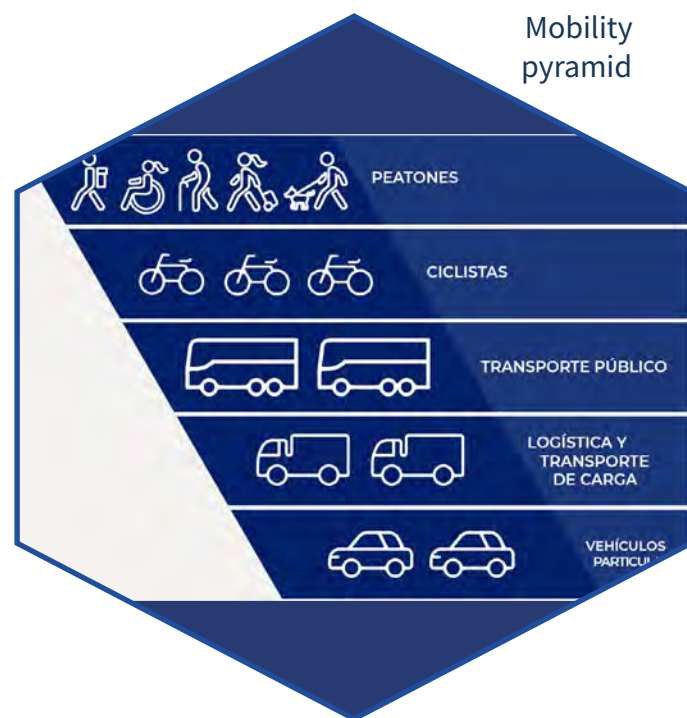 Mobility
pyramid
PEATONES
CICLISTAS
TRANSPORTE PÚBLICO
LOGÍSTICA Y
TRANSPORTE
DE CARGA
VEHÍCULOS